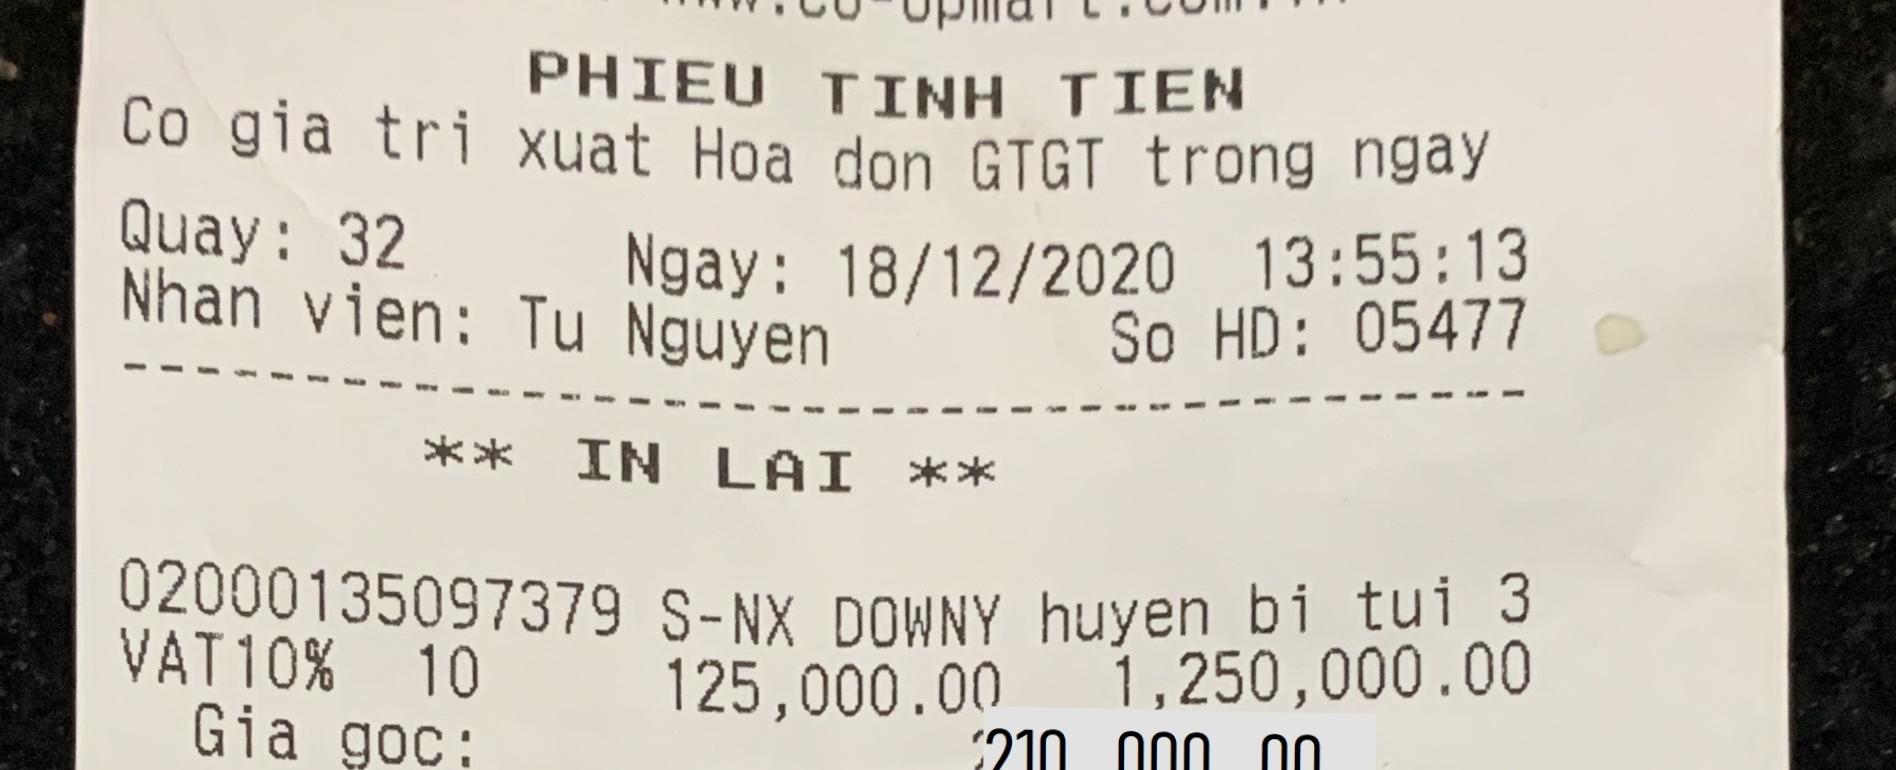 www.co-opmart.com.vn
PHIEU TINH TIEN
Co gia tri xuat Hoa don GTGT trong ngay
Quay: 32 Ngay: 18/12/2020 13:55:13
Nhan vien: Tu Nguyen So HD: 05477
** IN LAI **
02000135097379 S-NX DOWNY huyen bi tui 3
VAT10% 10 125,000.00 1,250,000.00
Gia goc: 210 000 00